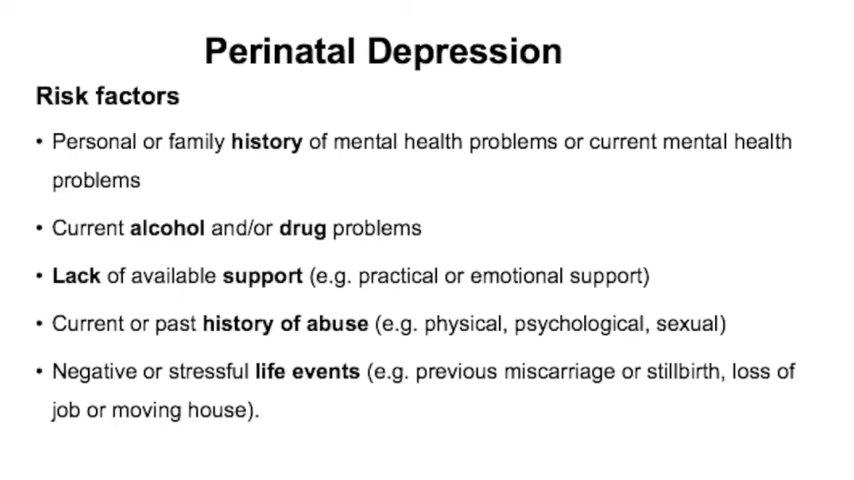 Perinatal Depression
Risk factors
• Personal or family history of mental health problems or current mental health
problems
• Current alcohol and/or drug problems
• Lack of available support (e.g. practical or emotional support)
• Current or past history of abuse (e.g. physical, psychological, sexual)
• Negative or stressful life events (e.g. previous miscarriage or stillbirth, loss of
job or moving house).